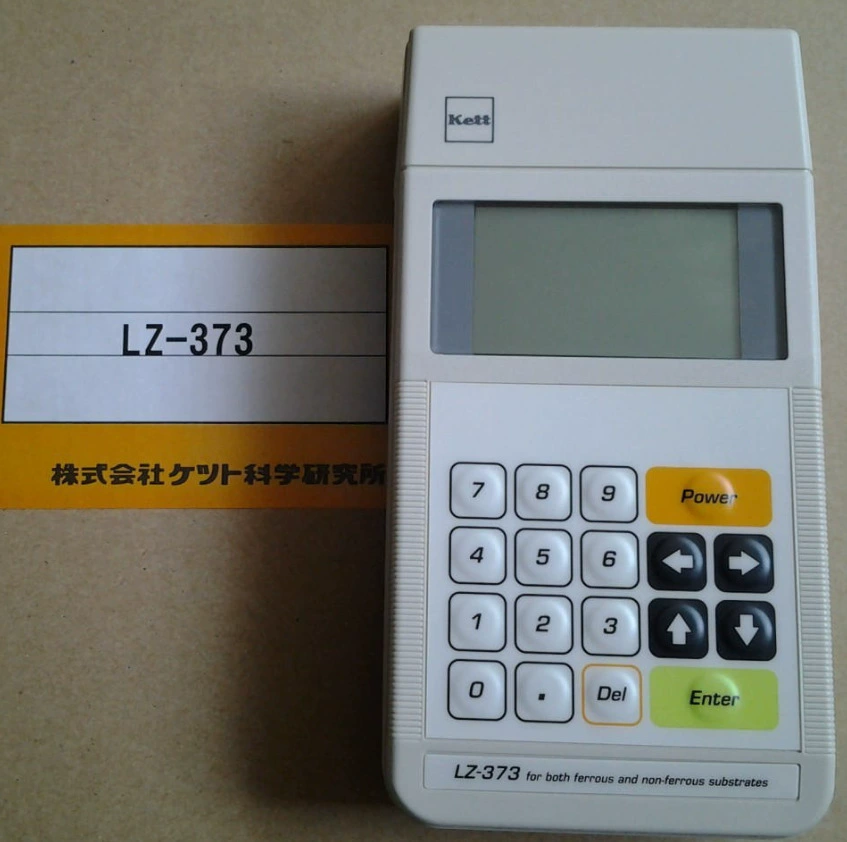 Kett
LZ-373
株式会社ケツト科学研究所
7 8 9 Power
4 5 6
1 2 3
0 . Del Enter
LZ-373 for both ferrous and non-ferrous substrates